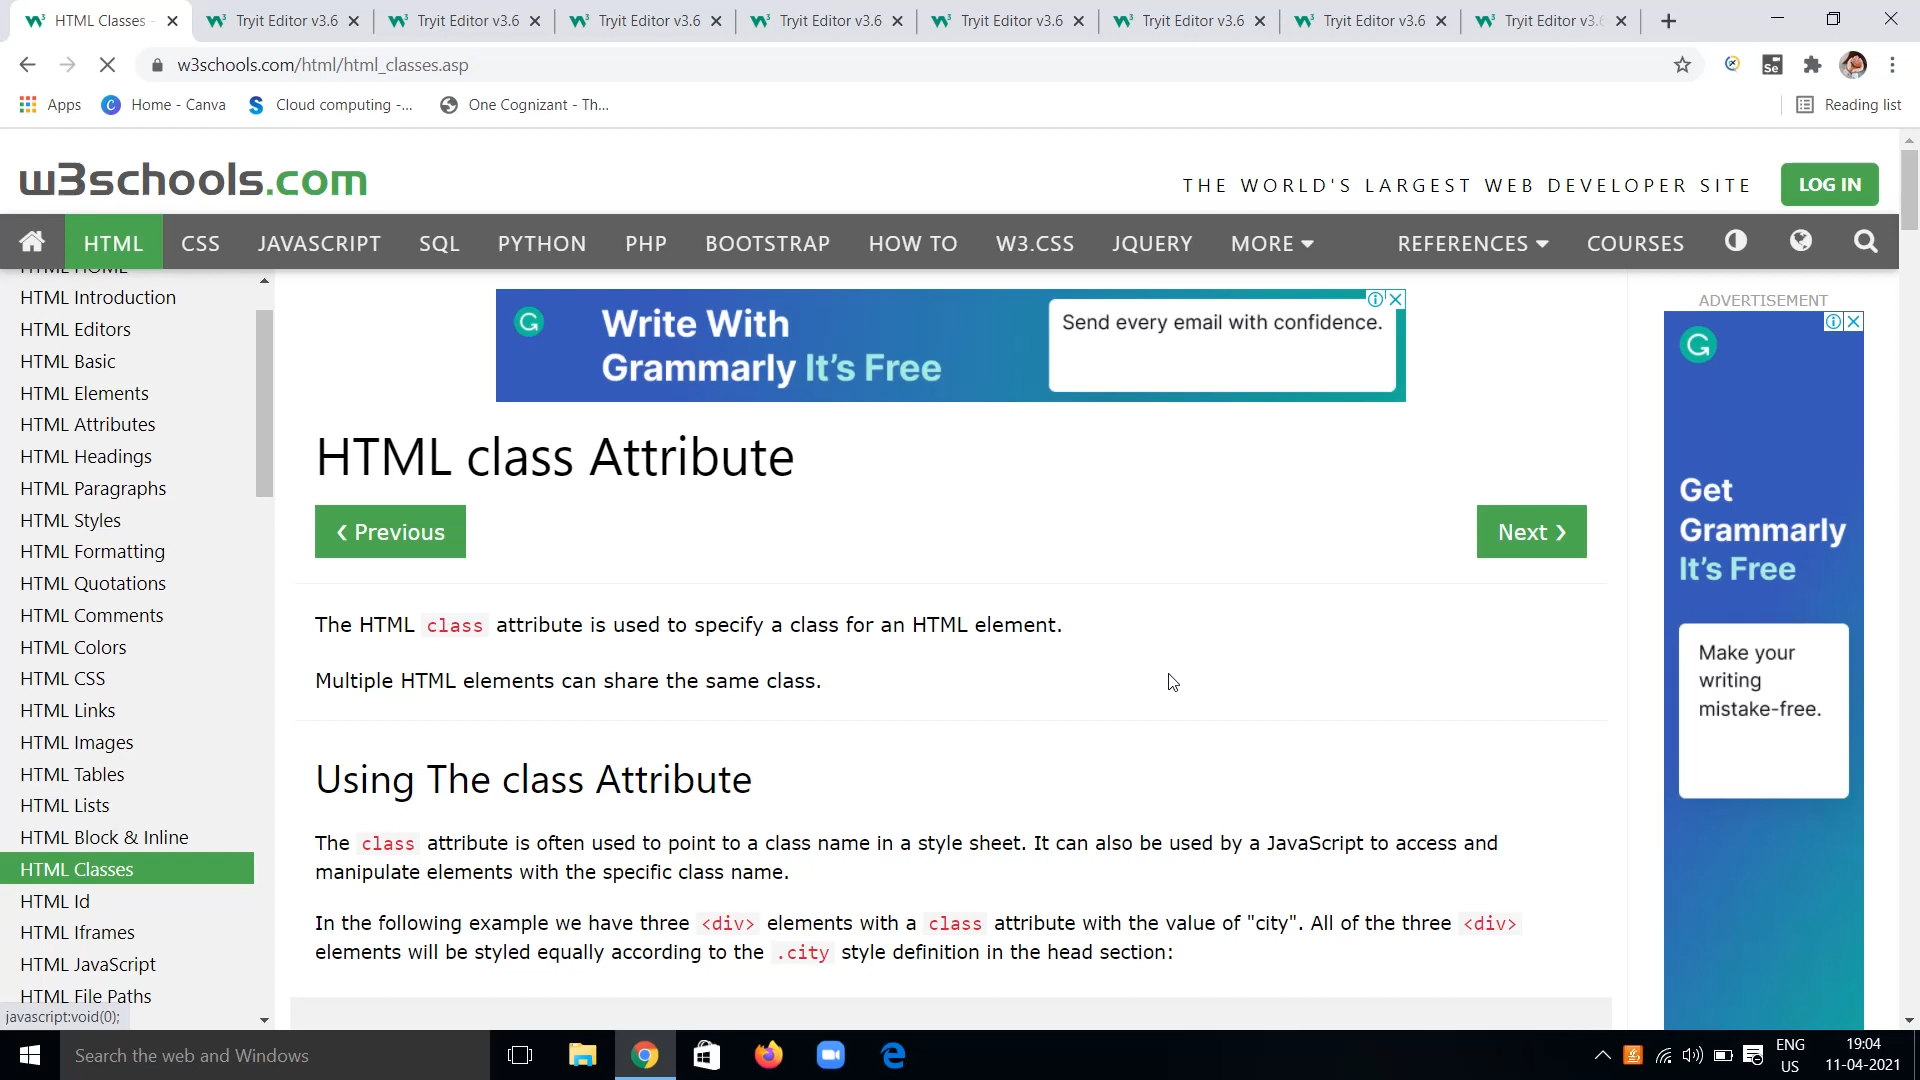 HTML Classes -
Tryit Editor v3.6
Tryit Editor v3.6
Tryit Editor v3.6
Tryit Editor v3.6
Tryit Editor v3.6
Tryit Editor v3.6
Tryit Editor v3.6
Tryit Editor v3.6
w3schools.com/html/html_classes.asp
Se
Apps
Home - Canva
Cloud computing -...
One Cognizant - Th...
Reading list
w3schools.com
THE WORLD'S LARGEST WEB DEVELOPER SITE
LOG IN
HTML CSS JAVASCRIPT SQL PYTHON PHP BOOTSTRAP HOW TO W3.CSS JQUERY MORE REFERENCES COURSES
HTML HOME
HTML Introduction
HTML Editors
HTML Basic
HTML Elements
HTML Attributes
HTML Headings
HTML Paragraphs
HTML Styles
HTML Formatting
HTML Quotations
HTML Comments
HTML Colors
HTML CSS
HTML Links
HTML Images
HTML Tables
HTML Lists
HTML Block & Inline
HTML Classes
HTML Id
HTML Iframes
HTML JavaScript
HTML File Paths
javascript:void(0);
Write With
Grammarly It's Free
Send every email with confidence.
HTML class Attribute
❮ Previous
Next ❯
The HTML class attribute is used to specify a class for an HTML element.
Multiple HTML elements can share the same class.
Using The class Attribute
The class attribute is often used to point to a class name in a style sheet. It can also be used by a JavaScript to access and
manipulate elements with the specific class name.
In the following example we have three <div> elements with a class attribute with the value of "city". All of the three <div>
elements will be styled equally according to the .city style definition in the head section:
ADVERTISEMENT
Get
Grammarly
It's Free
Make your
writing
mistake-free.
Search the web and Windows
ENG
US
19:04
11-04-2021